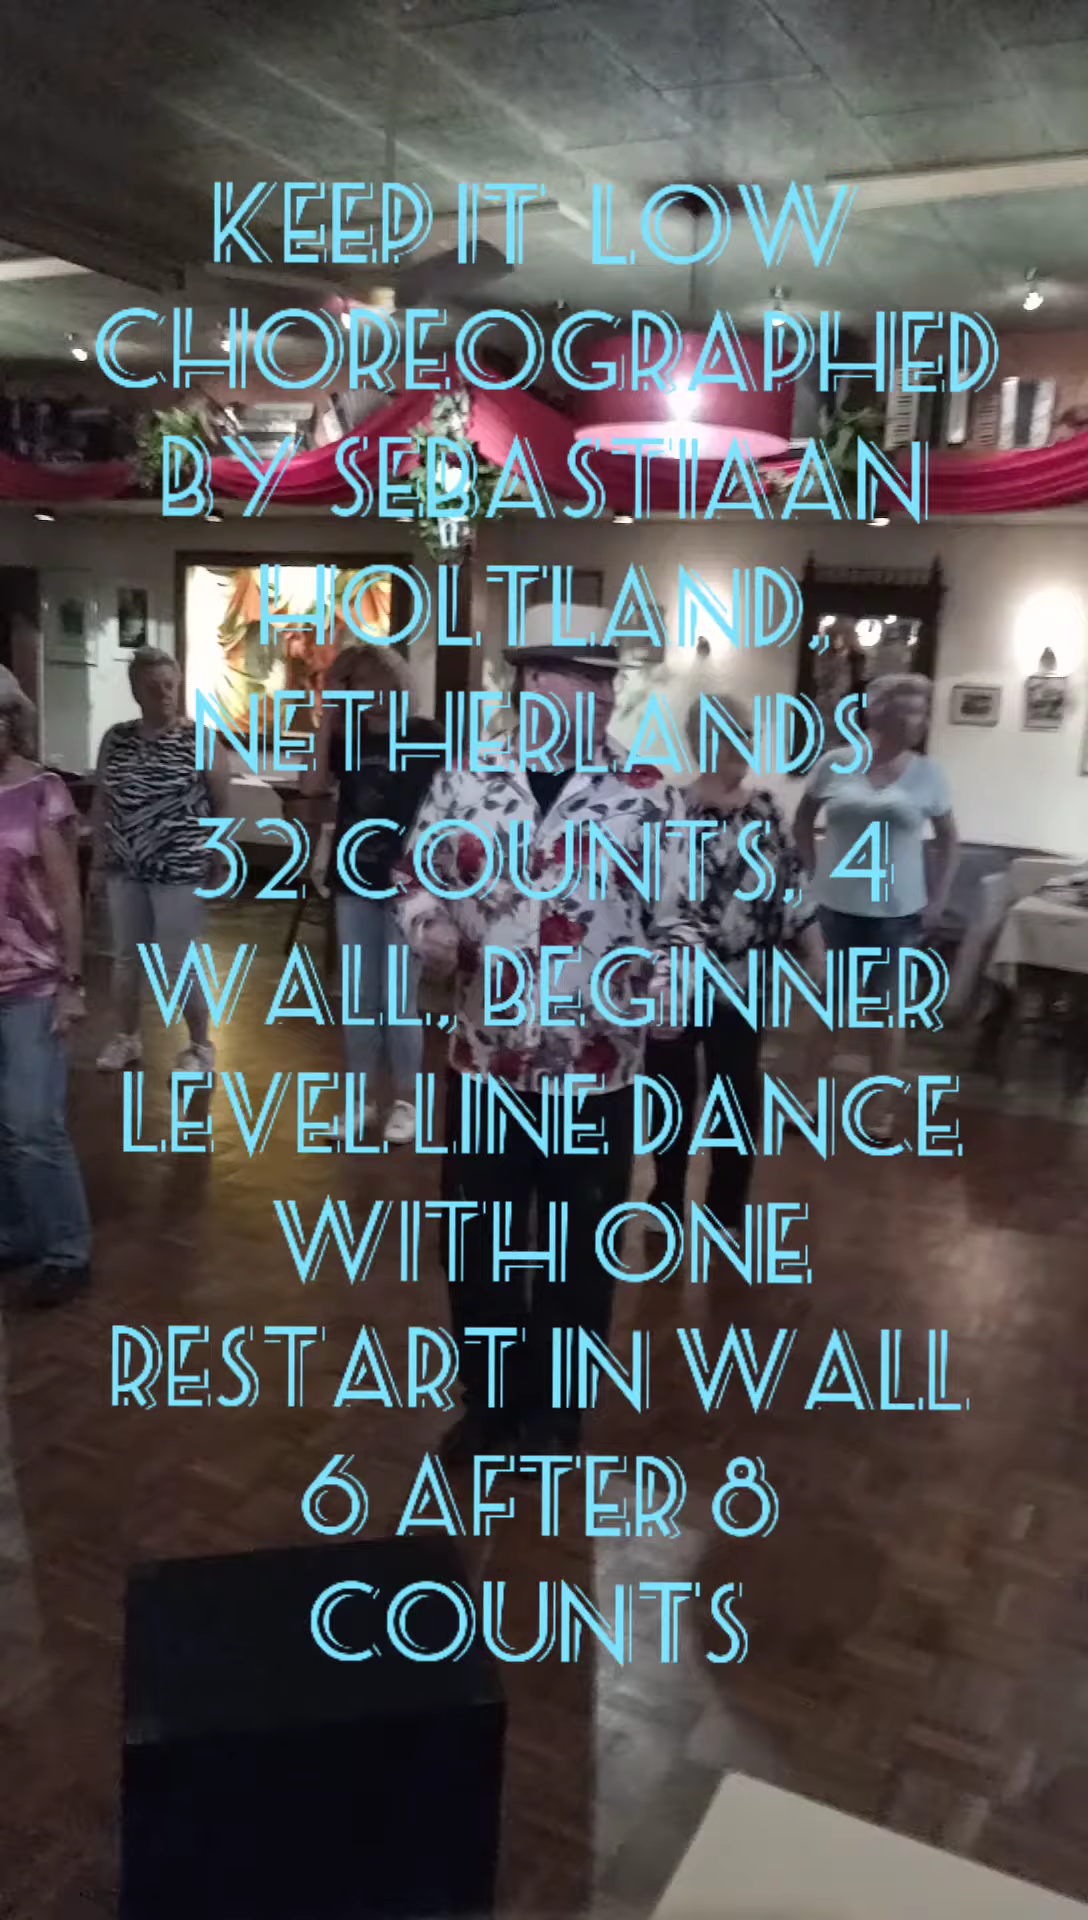 KEEP IT LOW
CHOREOGRAPHED
BY SEBASTIAAN
HOLTLAND,
NETHERLANDS
32 COUNTS, 4
WALL, BEGINNER
LEVEL LINE DANCE
WITH ONE
RESTART IN WALL
6 AFTER 8
COUNTS